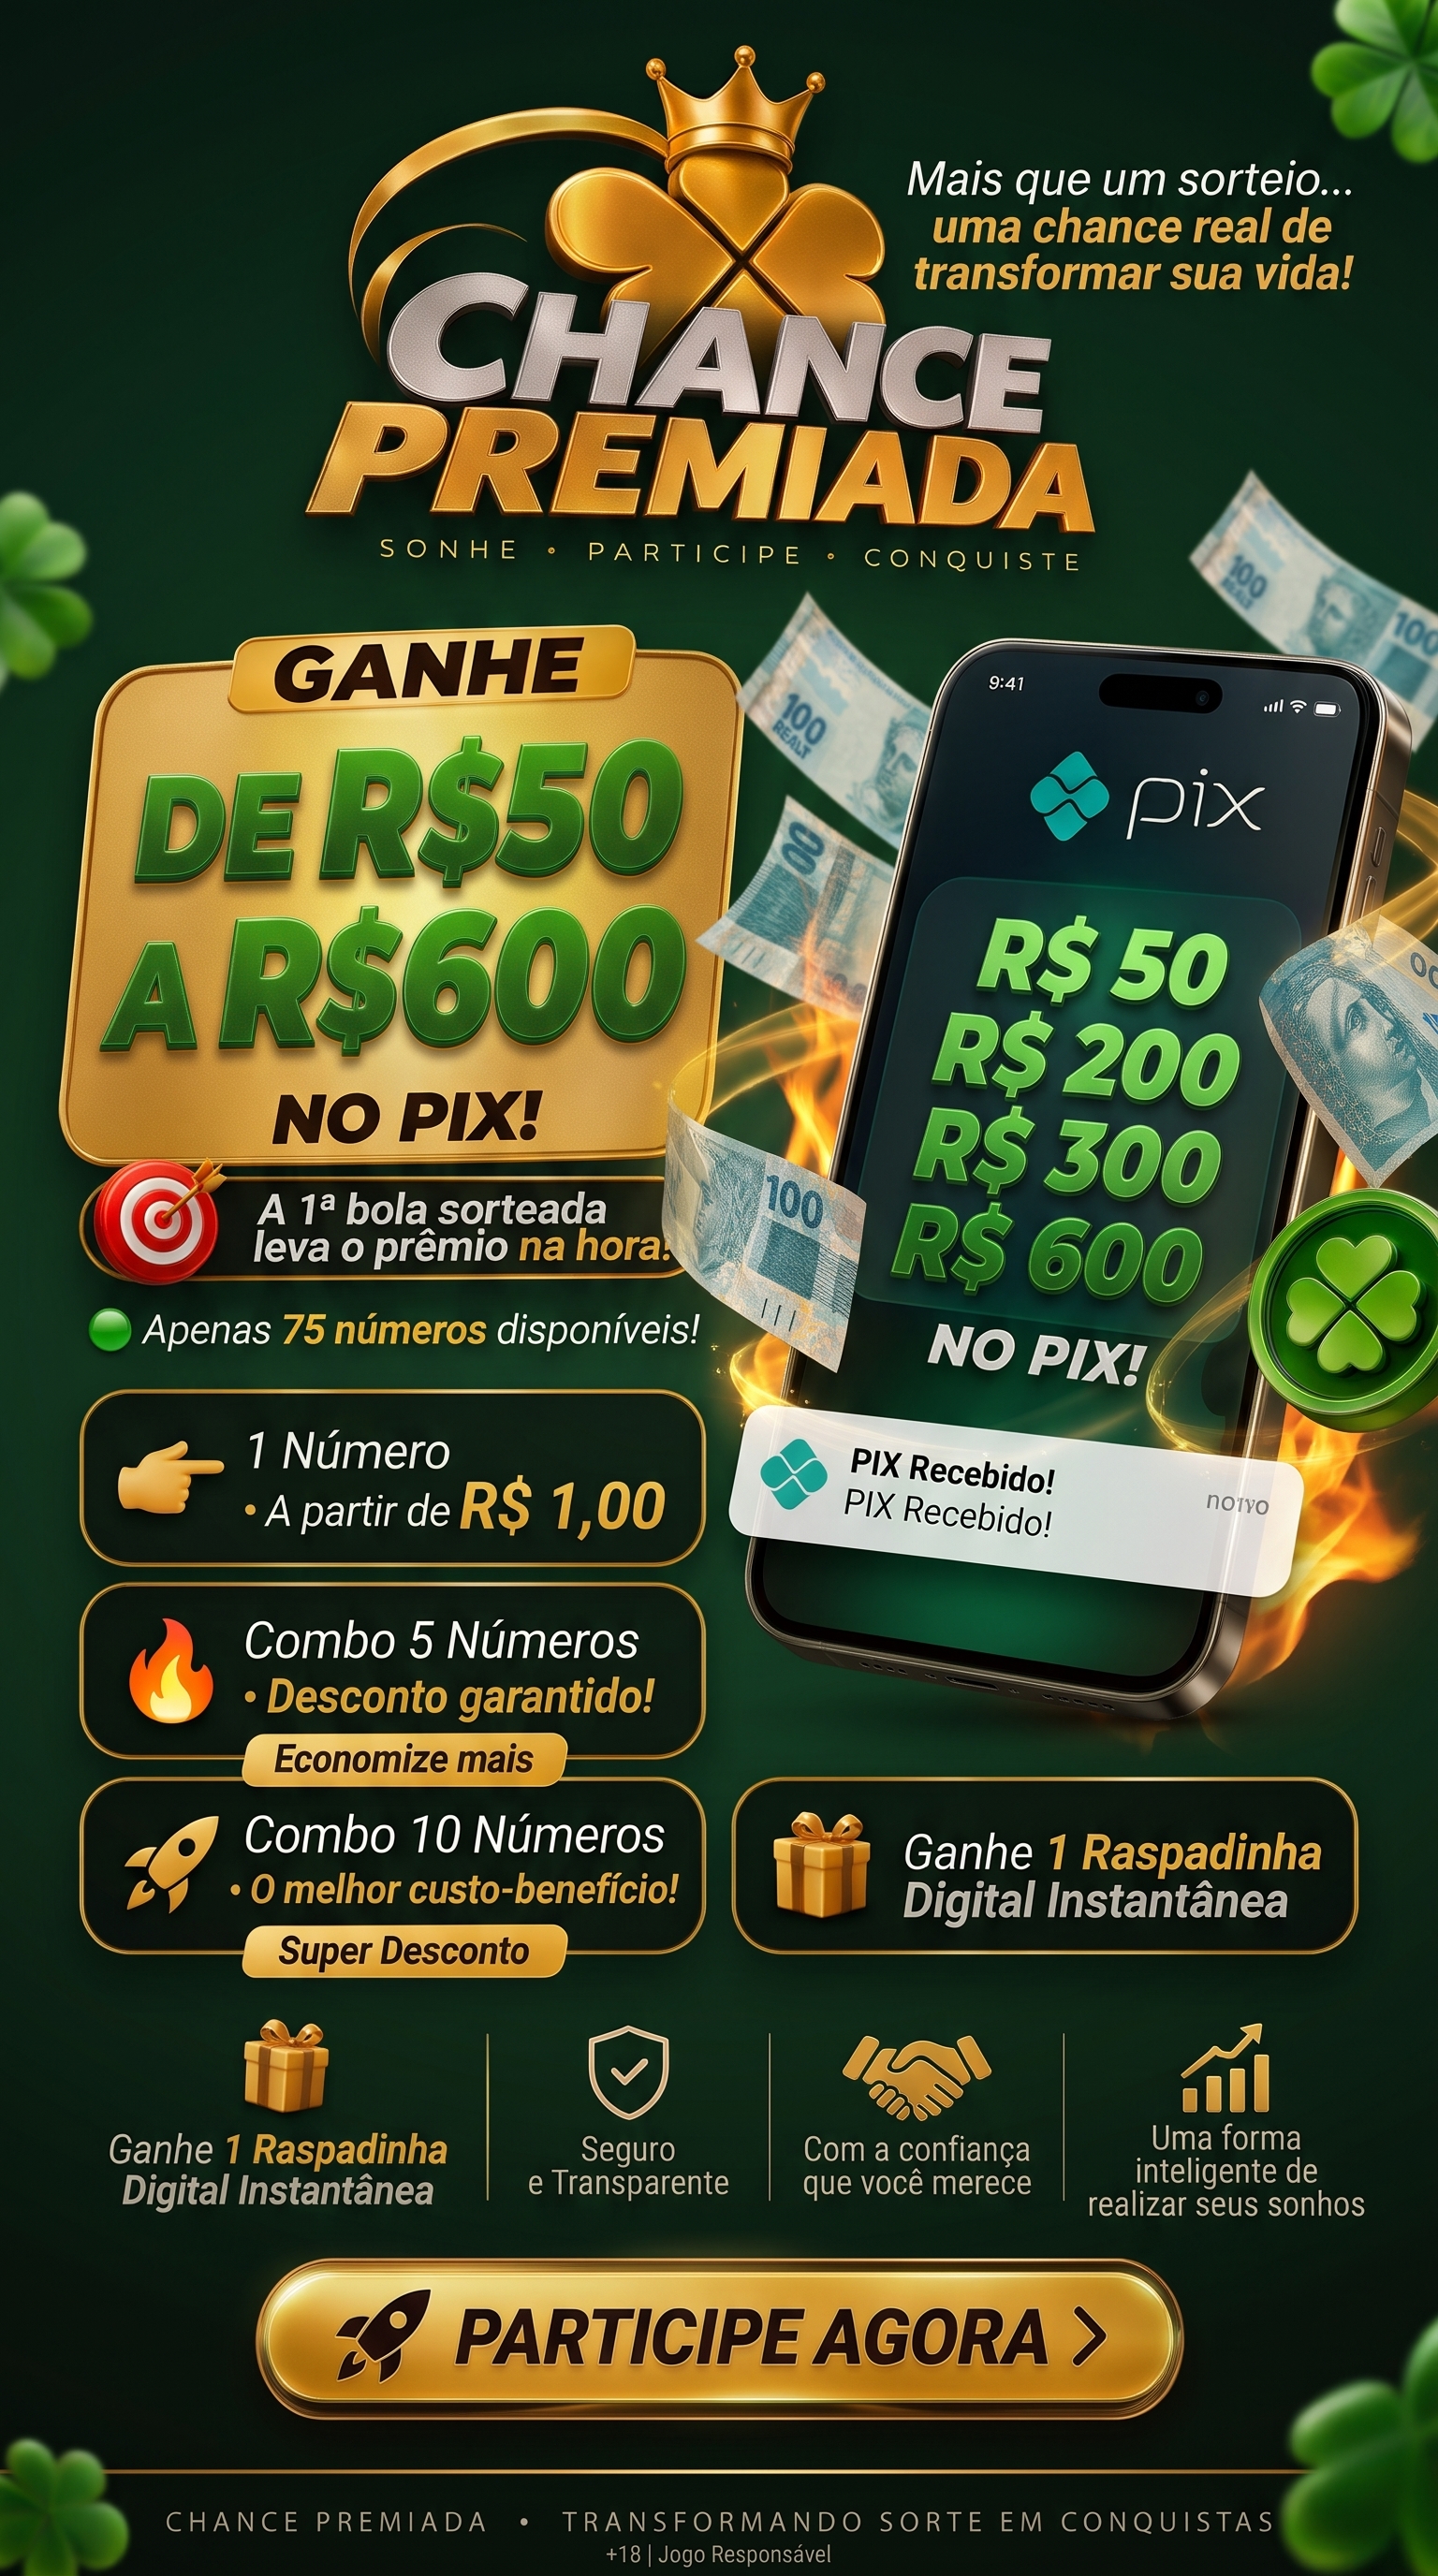 Mais que um sorteio...
uma chance real de
transformar sua vida!
CHANCE
PREMIADA
SONHE • PARTICIPE • CONQUISTE
GANHE
DE R$50
A R$600
NO PIX!
A 1ª bola sorteada
leva o prêmio na hora!
Apenas 75 números disponíveis!
1 Número
• A partir de R$ 1,00
Combo 5 Números
• Desconto garantido!
Economize mais
Combo 10 Números
• O melhor custo-benefício!
Super Desconto
100
100
100
REAIT
100
9:41
pix
R$ 50
R$ 200
R$ 300
R$ 600
NO PIX!
PIX Recebido!
PIX Recebido!
Ganhe 1 Raspadinha
Digital Instantânea
Ganhe 1 Raspadinha
Digital Instantânea
Seguro
e Transparente
Com a confiança
que você merece
Uma forma
inteligente de
realizar seus sonhos
PARTICIPE AGORA >
CHANCE PREMIADA • TRANSFORMANDO SORTE EM CONQUISTAS
+18 | Jogo Responsável